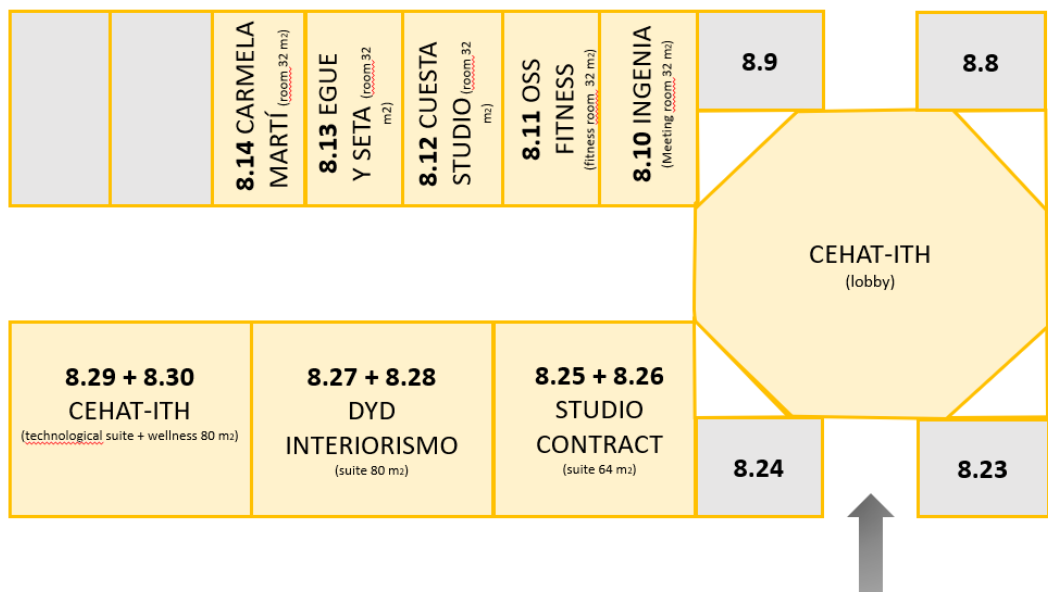 8.14 CARMELA
MARTÍ (room 32 m2)
8.13 EGUE
Y SETA (room 32
m2)
8.12 CUESTA
STUDIO (room 32
m2)
8.11 OSS
FITNESS
(fitness room 32 m2)
8.10 INGENIA
(Meeting room 32 m2)
8.9
8.8
CEHAT-ITH
(lobby)
8.29 + 8.30
CEHAT-ITH
(technological suite + wellness 80 m2)
8.27 + 8.28
DYD
INTERIORISMO
(suite 80 m2)
8.25 + 8.26
STUDIO
CONTRACT
(suite 64 m2)
8.24
8.23